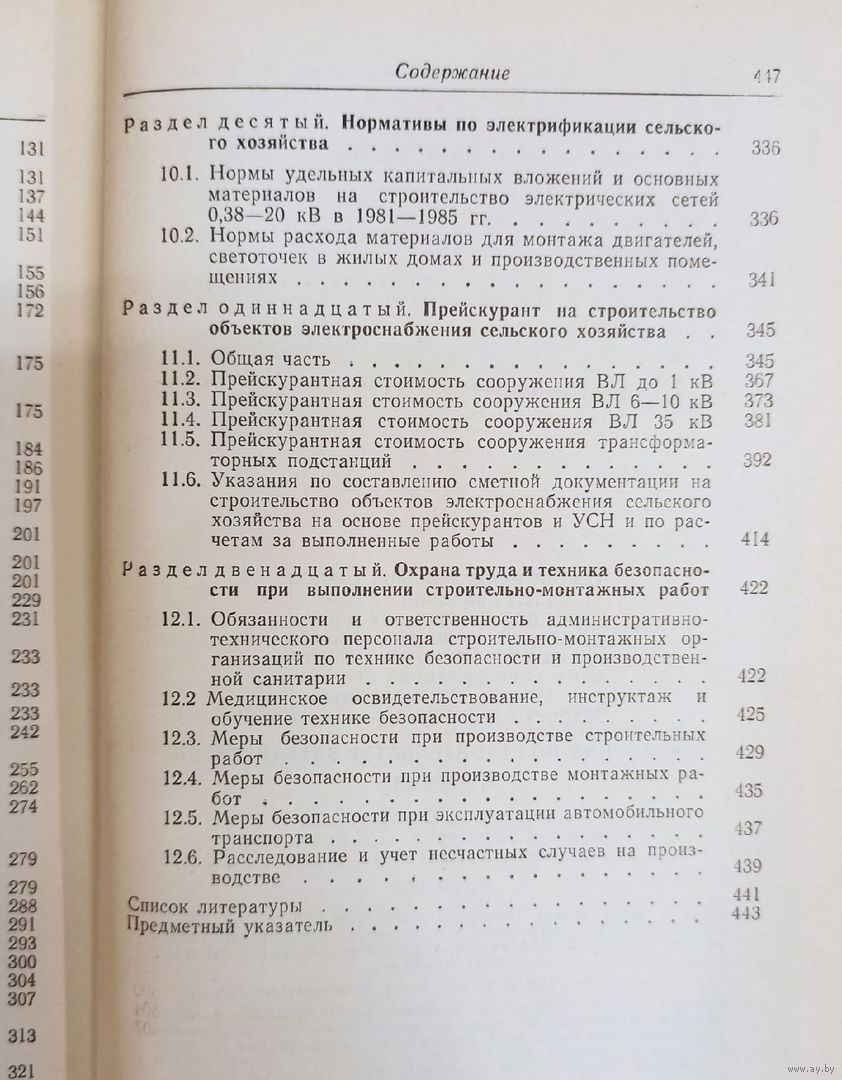 131
131
137
144
151
155
156
172
175
175
184
186
191
197
201
201
201
229
231
233
233
233
242
255
262
274
279
279
288
291
293
300
304
307
313
321
Содержание 447
Раздел десятый. Нормативы по электрификации сельско-
го хозяйства . . . . . . . . . . . . . . . . 336
10.1. Нормы удельных капитальных вложений и основных
материалов на строительство электрических сетей
0,38—20 кВ в 1981—1985 гг. . . . . . . . . . . 336
10.2. Нормы расхода материалов для монтажа двигателей,
светоточек в жилых домах и производственных поме-
щениях . . . . . . . . . . . . . . . . . . 341
Раздел одиннадцатый. Прейскурант на строительство
объектов электроснабжения сельского хозяйства . . 345
11.1. Общая часть . . . . . . . . . . . . . . . . 345
11.2. Прейскурантная стоимость сооружения ВЛ до 1 кВ 367
11.3. Прейскурантная стоимость сооружения ВЛ 6—10 кВ 373
11.4. Прейскурантная стоимость сооружения ВЛ 35 кВ 381
11.5. Прейскурантная стоимость сооружения трансформа-
торных подстанций . . . . . . . . . . . . . 392
11.6. Указания по составлению сметной документации на
строительство объектов электроснабжения сельского
хозяйства на основе прейскурантов и УСН и по рас-
четам за выполненные работы . . . . . . . . . 414
Раздел двенадцатый. Охрана труда и техника безопасно-
сти при выполнении строительно-монтажных работ 422
12.1. Обязанности и ответственность административно-
технического персонала строительно-монтажных ор-
ганизаций по технике безопасности и производствен-
ной санитарии . . . . . . . . . . . . . . . 422
12.2 Медицинское освидетельствование, инструктаж и
обучение технике безопасности . . . . . . . . . 425
12.3. Меры безопасности при производстве строительных
работ . . . . . . . . . . . . . . . . . . . 429
12.4. Меры безопасности при производстве монтажных ра-
бот . . . . . . . . . . . . . . . . . . . . 435
12.5. Меры безопасности при эксплуатации автомобильного
транспорта . . . . . . . . . . . . . . . . . 437
12.6. Расследование и учет несчастных случаев на произ-
водстве . . . . . . . . . . . . . . . . . . 439
Список литературы . . . . . . . . . . . . . . . . . 441
Предметный указатель . . . . . . . . . . . . . . . . 443
www.ay.by